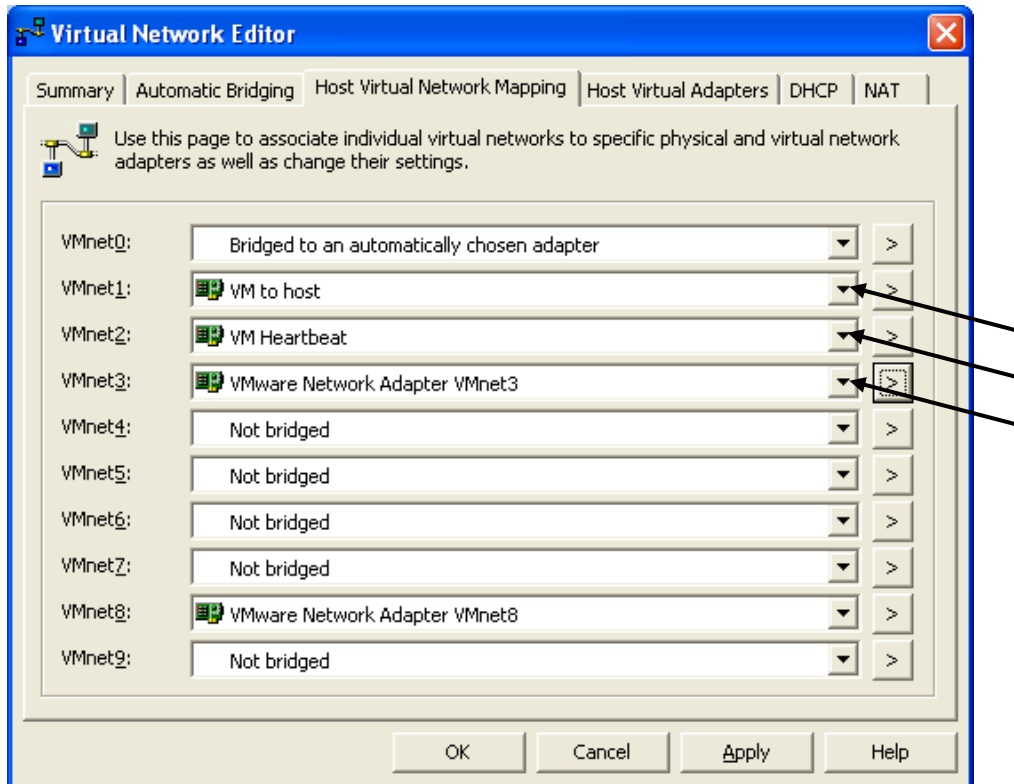 Virtual Network Editor
Summary Automatic Bridging Host Virtual Network Mapping Host Virtual Adapters DHCP NAT
Use this page to associate individual virtual networks to specific physical and virtual network
adapters as well as change their settings.
VMnet0: Bridged to an automatically chosen adapter >
VMnet1: VM to host >
VMnet2: VM Heartbeat >
VMnet3: VMware Network Adapter VMnet3 >
VMnet4: Not bridged >
VMnet5: Not bridged >
VMnet6: Not bridged >
VMnet7: Not bridged >
VMnet8: VMware Network Adapter VMnet8 >
VMnet9: Not bridged >
OK Cancel Apply Help